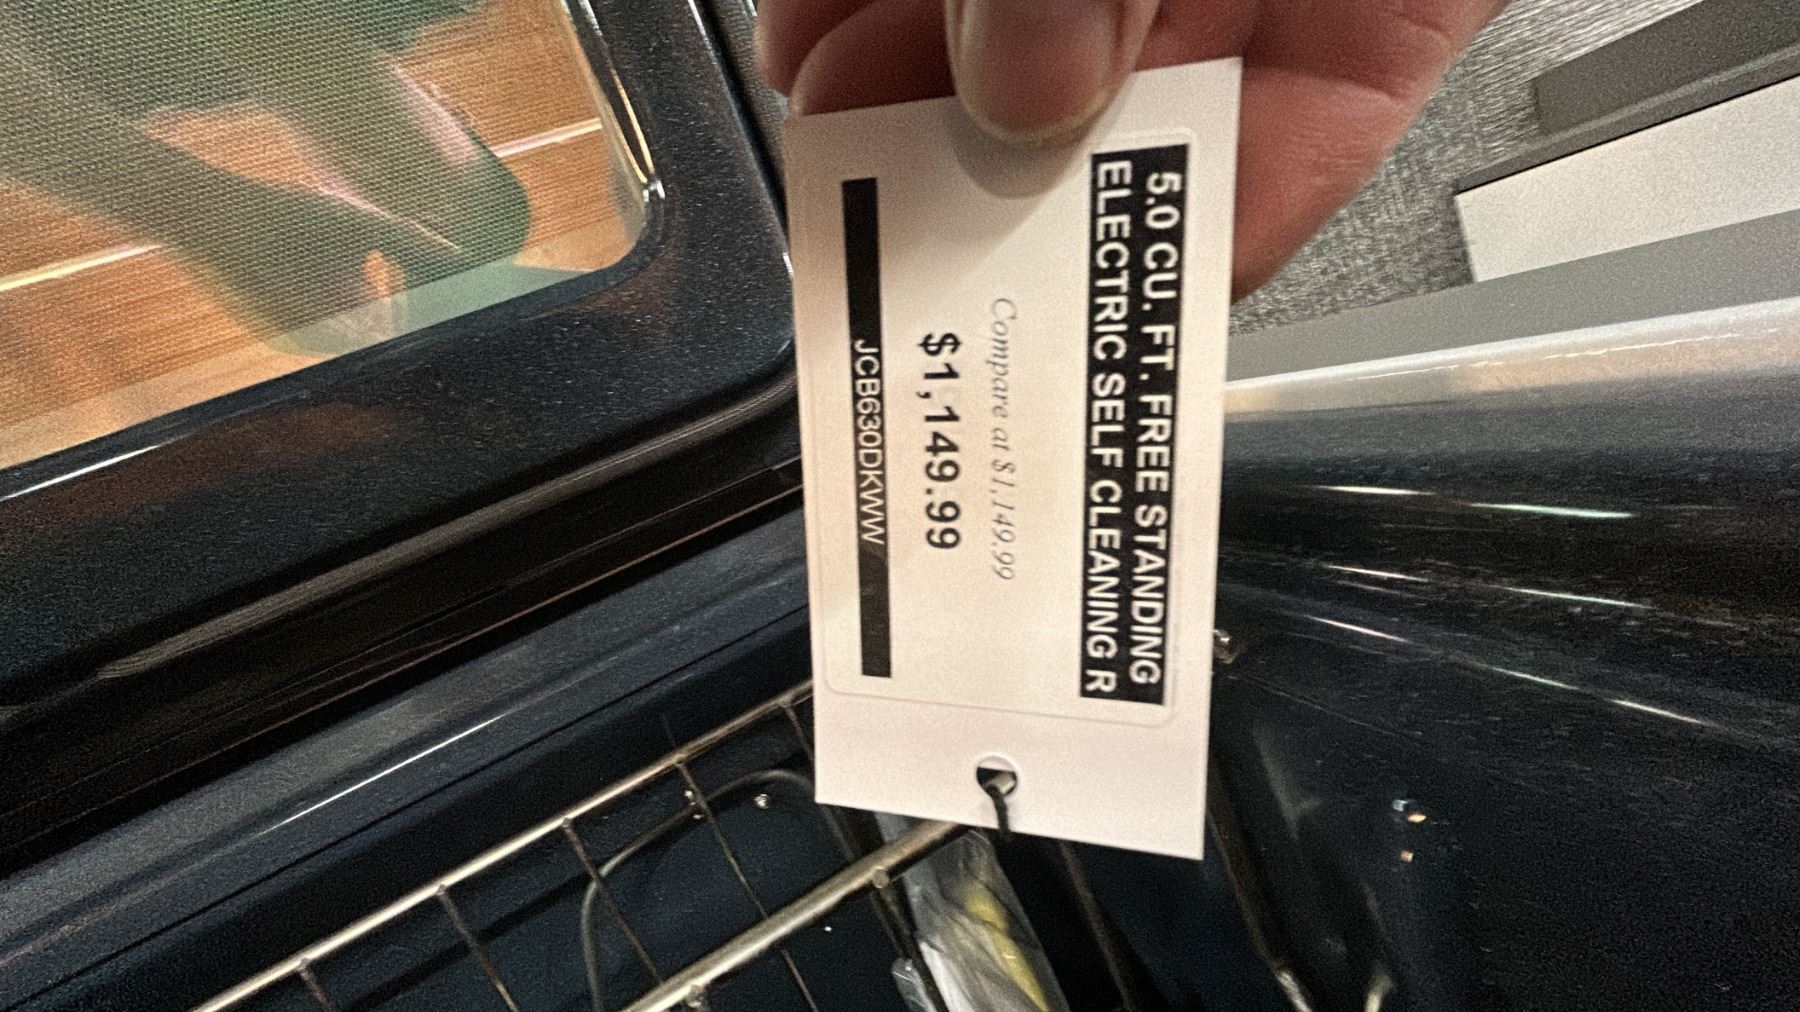 5.0 CU. FT. FREE STANDING
ELECTRIC SELF CLEANING R
Compare at $1,149.99
$1,149.99
JCB630DKWW